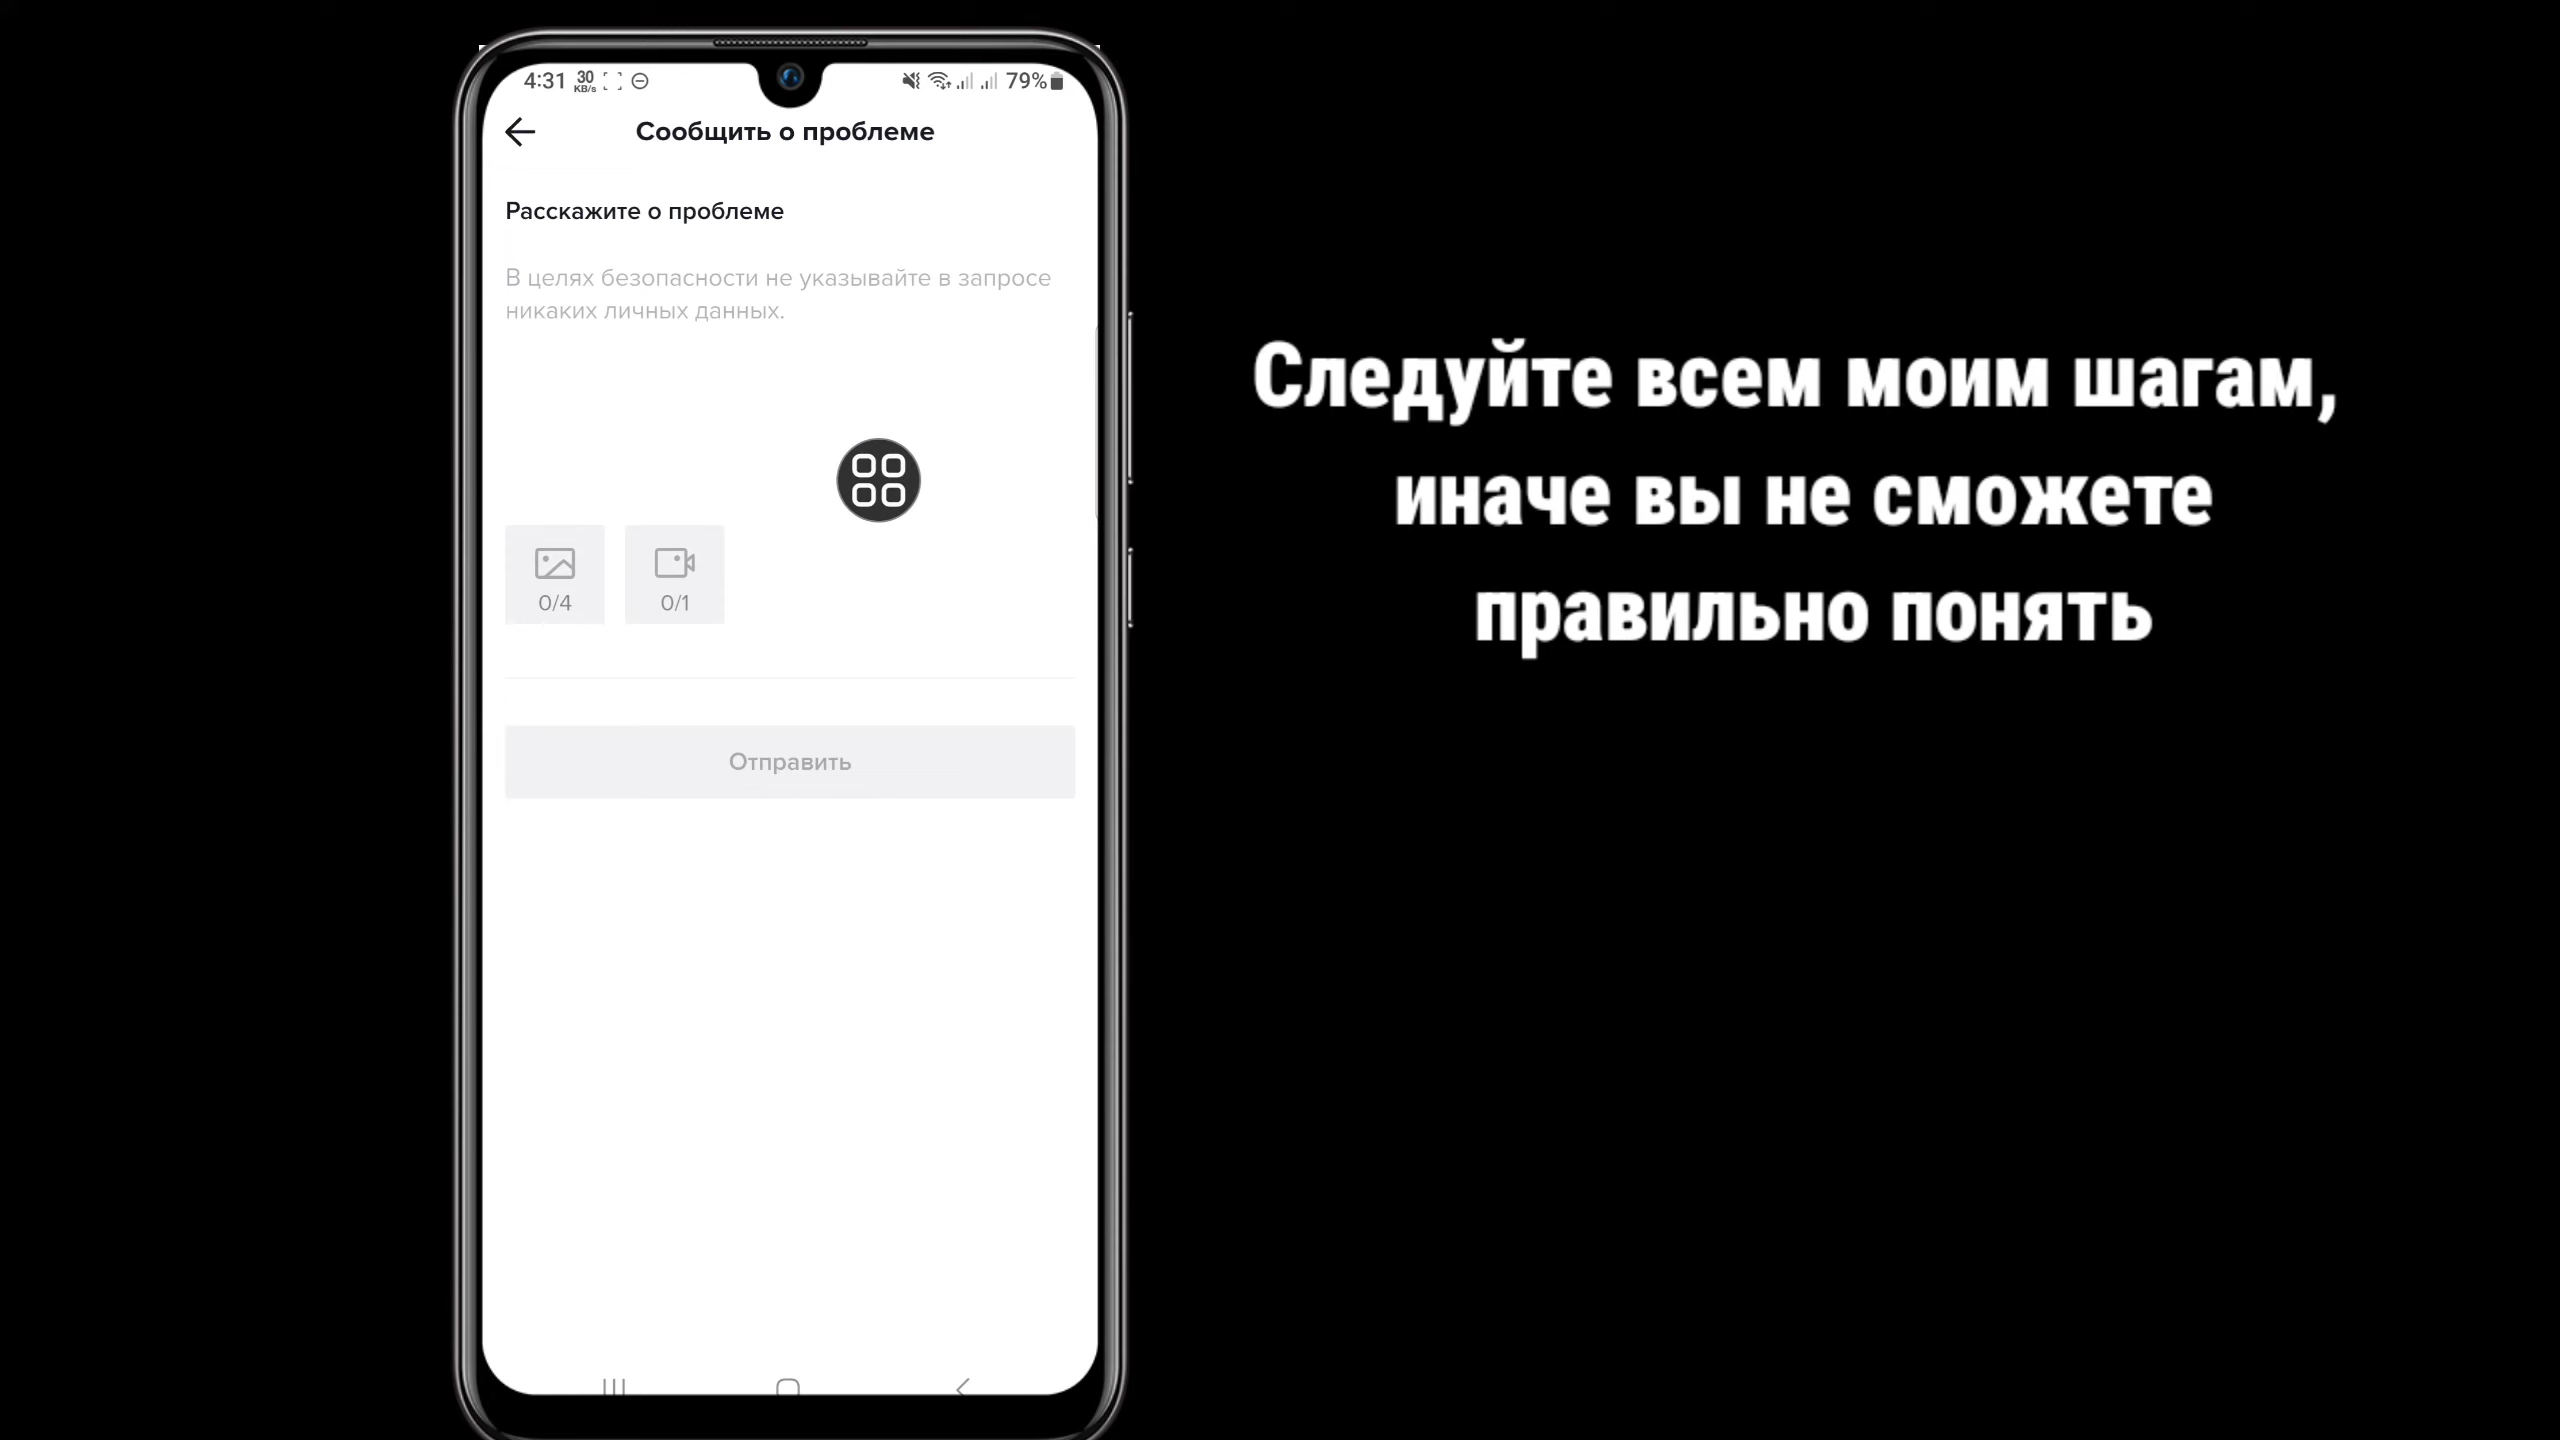 4:31 30 KB/s 79%
Сообщить о проблеме
Расскажите о проблеме
В целях безопасности не указывайте в запросе
никаких личных данных.
0/4 0/1
Отправить
Следуйте всем моим шагам,
иначе вы не сможете
правильно понять